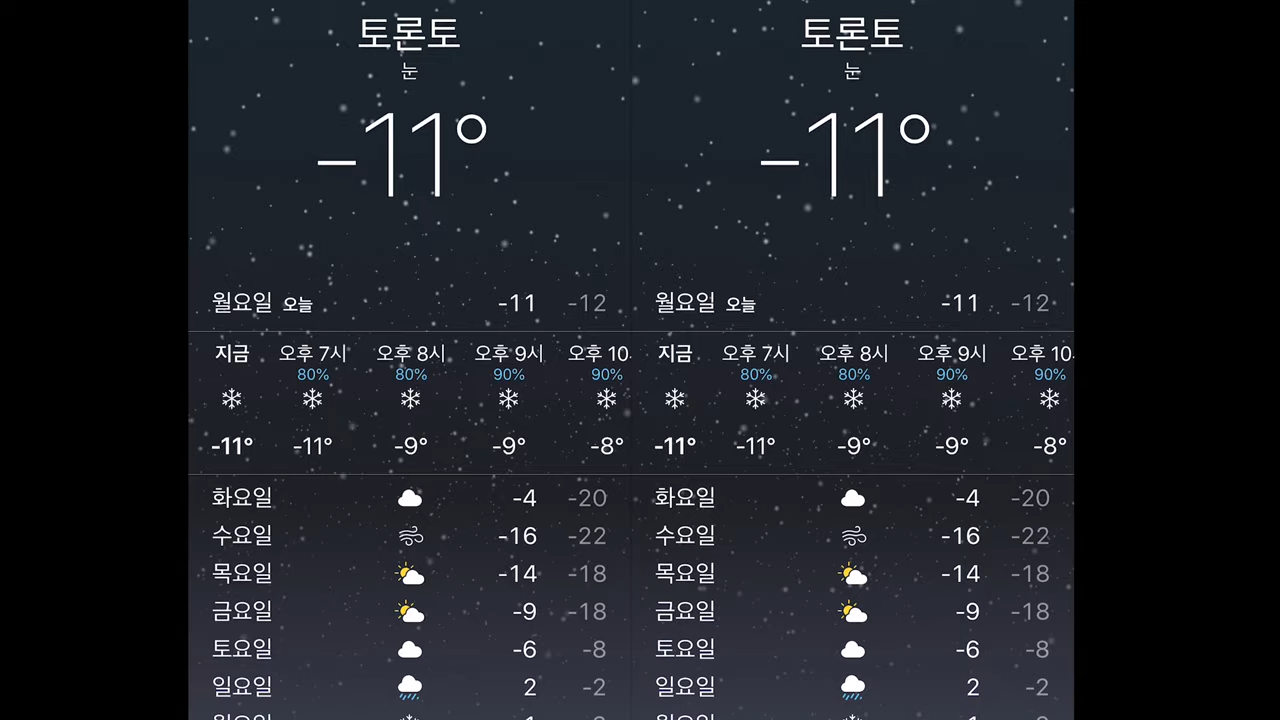 토론토
눈
-11°
월요일 오늘 -11 -12
지금 오후 7시 오후 8시 오후 9시 오후 10
80% 80% 90% 90%
-11° -11° -9° -9° -8°
화요일 -4 -20
수요일 -16 -22
목요일 -14 -18
금요일 -9 -18
토요일 -6 -8
일요일 2 -2
토론토
눈
-11°
월요일 오늘 -11 -12
지금 오후 7시 오후 8시 오후 9시 오후 10
80% 80% 90% 90%
-11° -11° -9° -9° -8°
화요일 -4 -20
수요일 -16 -22
목요일 -14 -18
금요일 -9 -18
토요일 -6 -8
일요일 2 -2